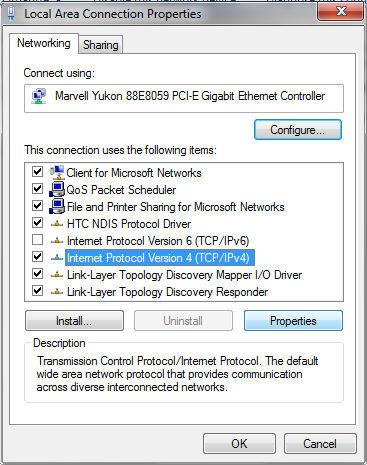 Local Area Connection Properties
Networking
Sharing
Connect using:
Marvell Yukon 88E8059 PCI-E Gigabit Ethernet Controller
Configure...
This connection uses the following items:
Client for Microsoft Networks
QoS Packet Scheduler
File and Printer Sharing for Microsoft Networks
HTC NDIS Protocol Driver
Internet Protocol Version 6 (TCP/IPv6)
Internet Protocol Version 4 (TCP/IPv4)
Link-Layer Topology Discovery Mapper I/O Driver
Link-Layer Topology Discovery Responder
Install...
Uninstall
Properties
Description
Transmission Control Protocol/Internet Protocol. The default
wide area network protocol that provides communication
across diverse interconnected networks.
OK
Cancel